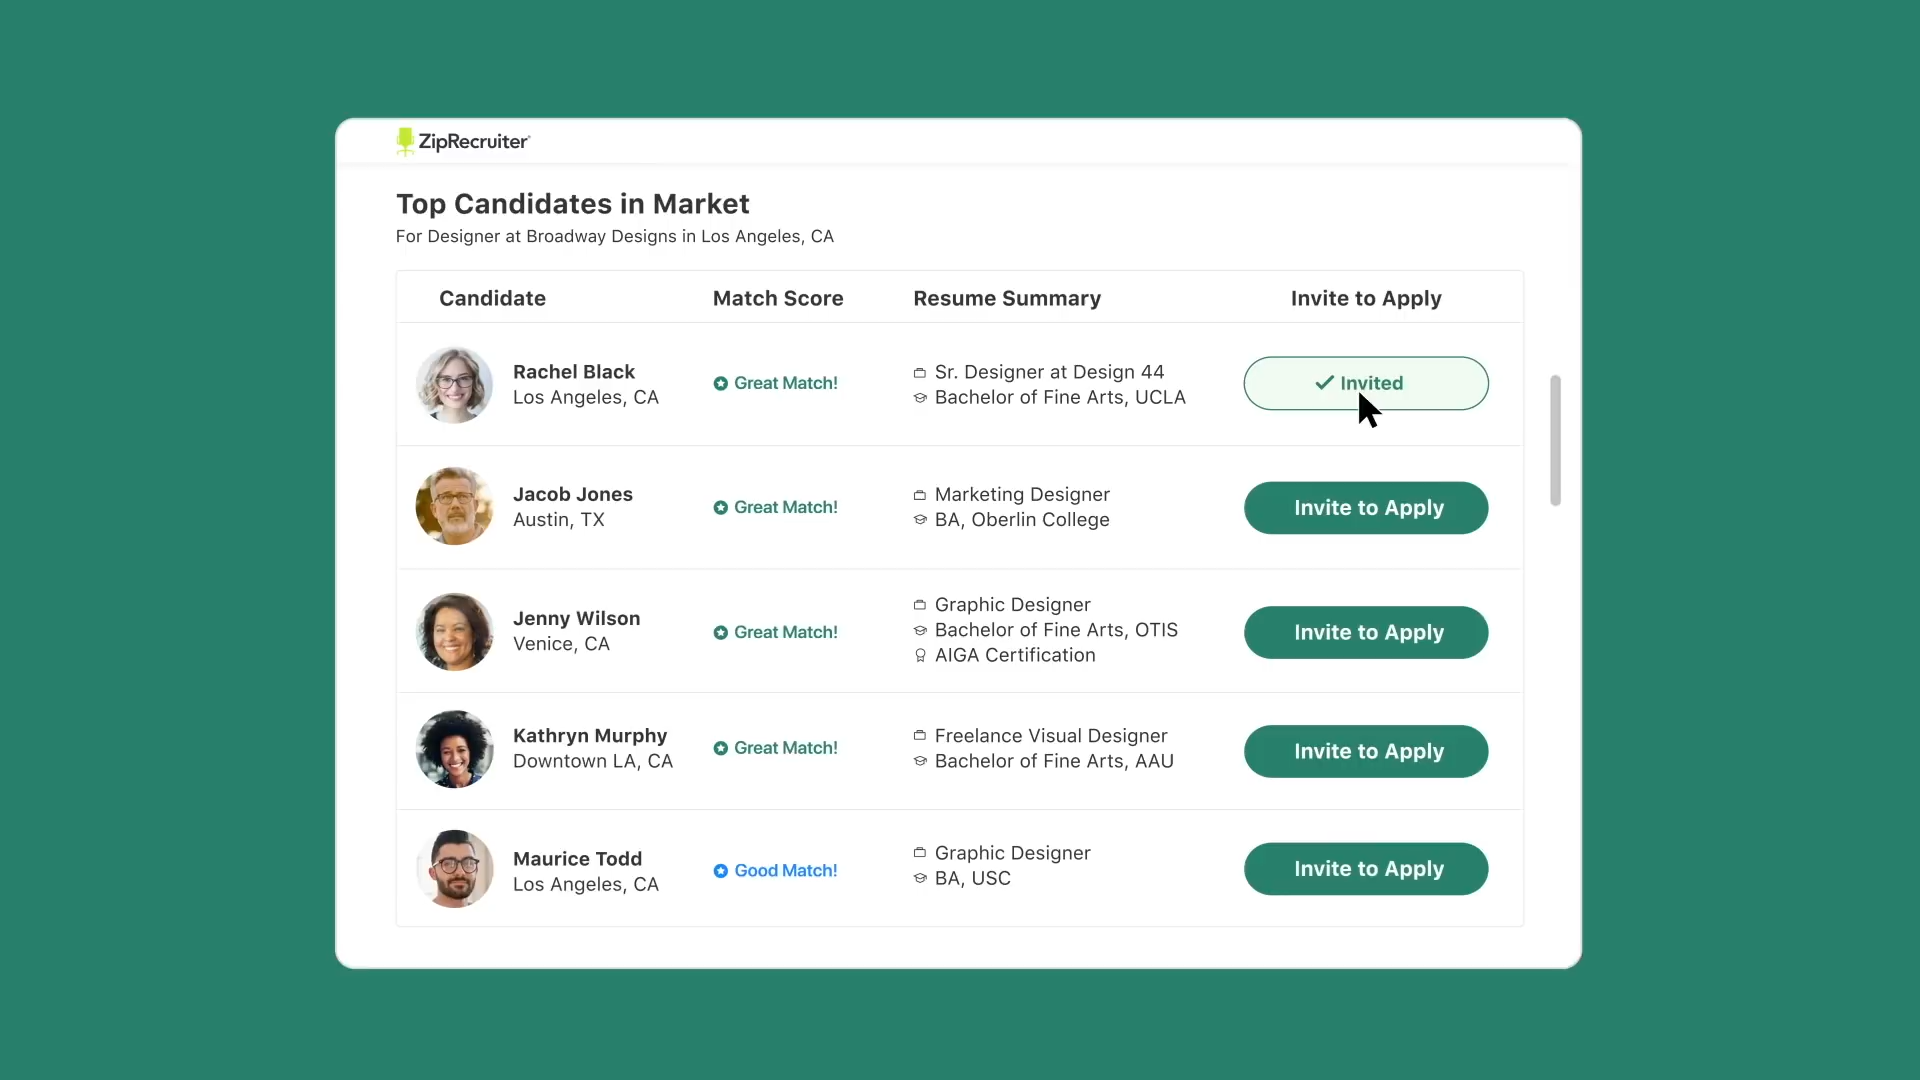 ZipRecruiter
Top Candidates in Market
For Designer at Broadway Designs in Los Angeles, CA
Candidate Match Score Resume Summary Invite to Apply
Rachel Black
Los Angeles, CA
Great Match!
Sr. Designer at Design 44
Bachelor of Fine Arts, UCLA
Invited
Jacob Jones
Austin, TX
Great Match!
Marketing Designer
BA, Oberlin College
Invite to Apply
Jenny Wilson
Venice, CA
Great Match!
Graphic Designer
Bachelor of Fine Arts, OTIS
AIGA Certification
Invite to Apply
Kathryn Murphy
Downtown LA, CA
Great Match!
Freelance Visual Designer
Bachelor of Fine Arts, AAU
Invite to Apply
Maurice Todd
Los Angeles, CA
Good Match!
Graphic Designer
BA, USC
Invite to Apply